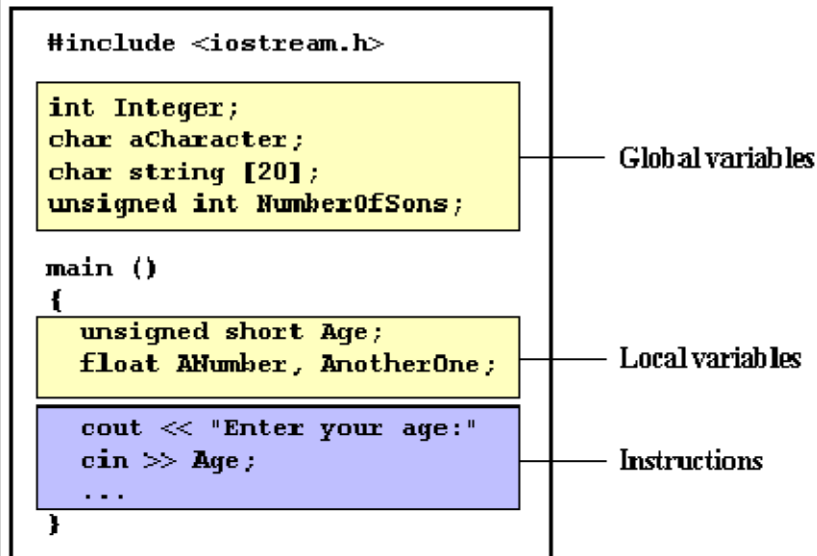 #include <iostream.h>
int Integer;
char aCharacter;
char string [20];
unsigned int NumberOfSons;
Global variables
main ()
{
unsigned short Age;
float ANumber, AnotherOne;
Local variables
cout << "Enter your age:"
cin >> Age;
...
Instructions
}